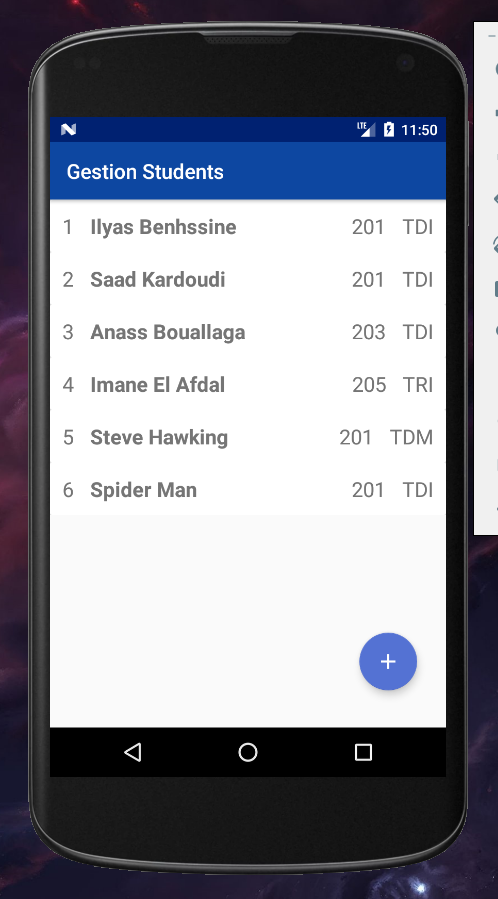 LTE 11:50
Gestion Students
1 Ilyas Benhssine 201 TDI
2 Saad Kardoudi 201 TDI
3 Anass Bouallaga 203 TDI
4 Imane El Afdal 205 TRI
5 Steve Hawking 201 TDM
6 Spider Man 201 TDI